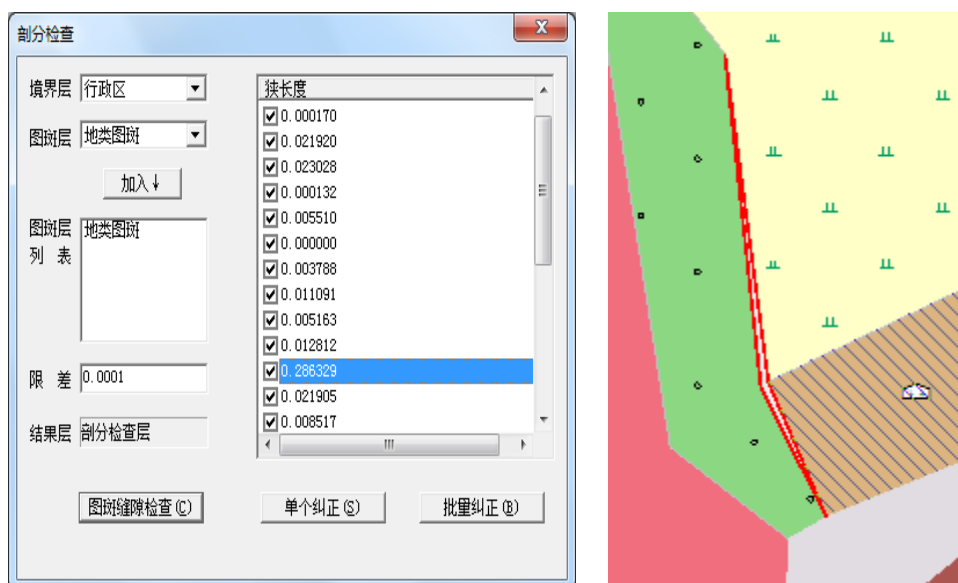 剖分检查
境界层 行政区
图斑层 地类图斑
加入↓
图斑层
列 表
地类图斑
限 差 0.0001
结果层 剖分检查层
狭长度
0.000170
0.021920
0.023028
0.000132
0.005510
0.000000
0.003788
0.011091
0.005163
0.012812
0.286329
0.021905
0.008517
图斑缝隙检查(C)
单个纠正(S)
批量纠正(B)